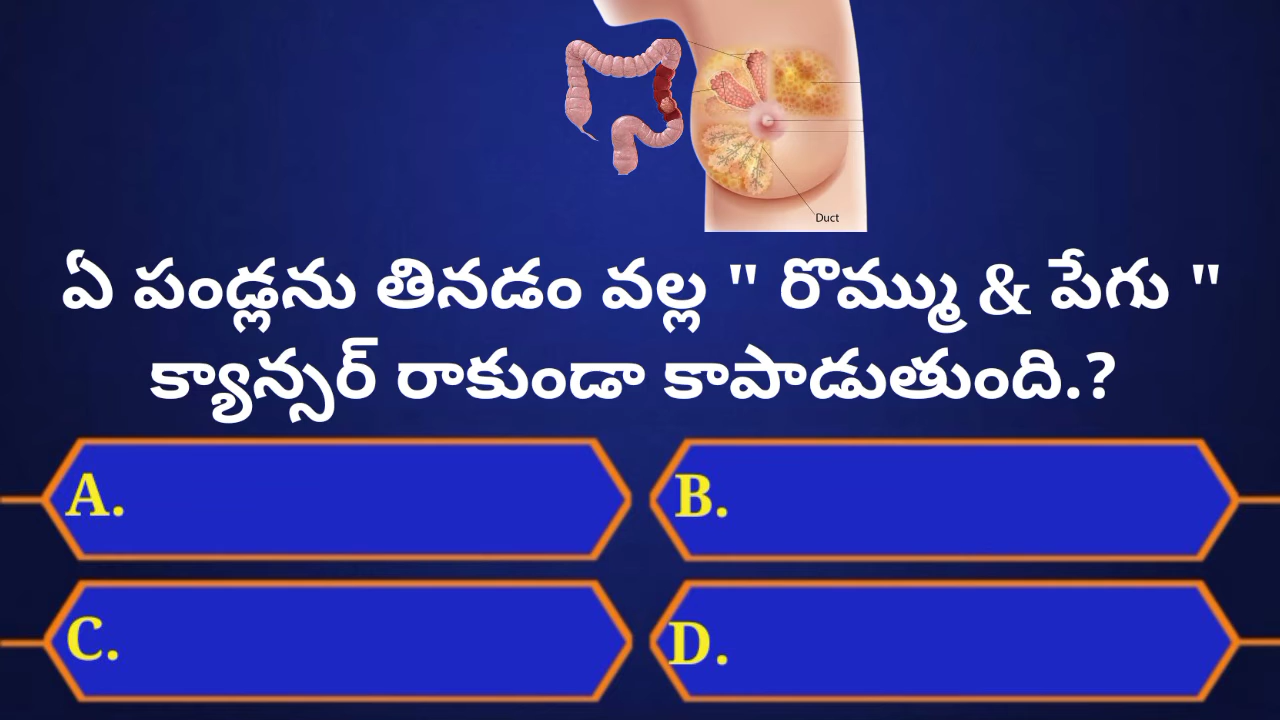 Duct
ఏ పండ్లను తినడం వల్ల " రొమ్ము & పేగు "
క్యాన్సర్ రాకుండా కాపాడుతుంది.?
A.
B.
C.
D.